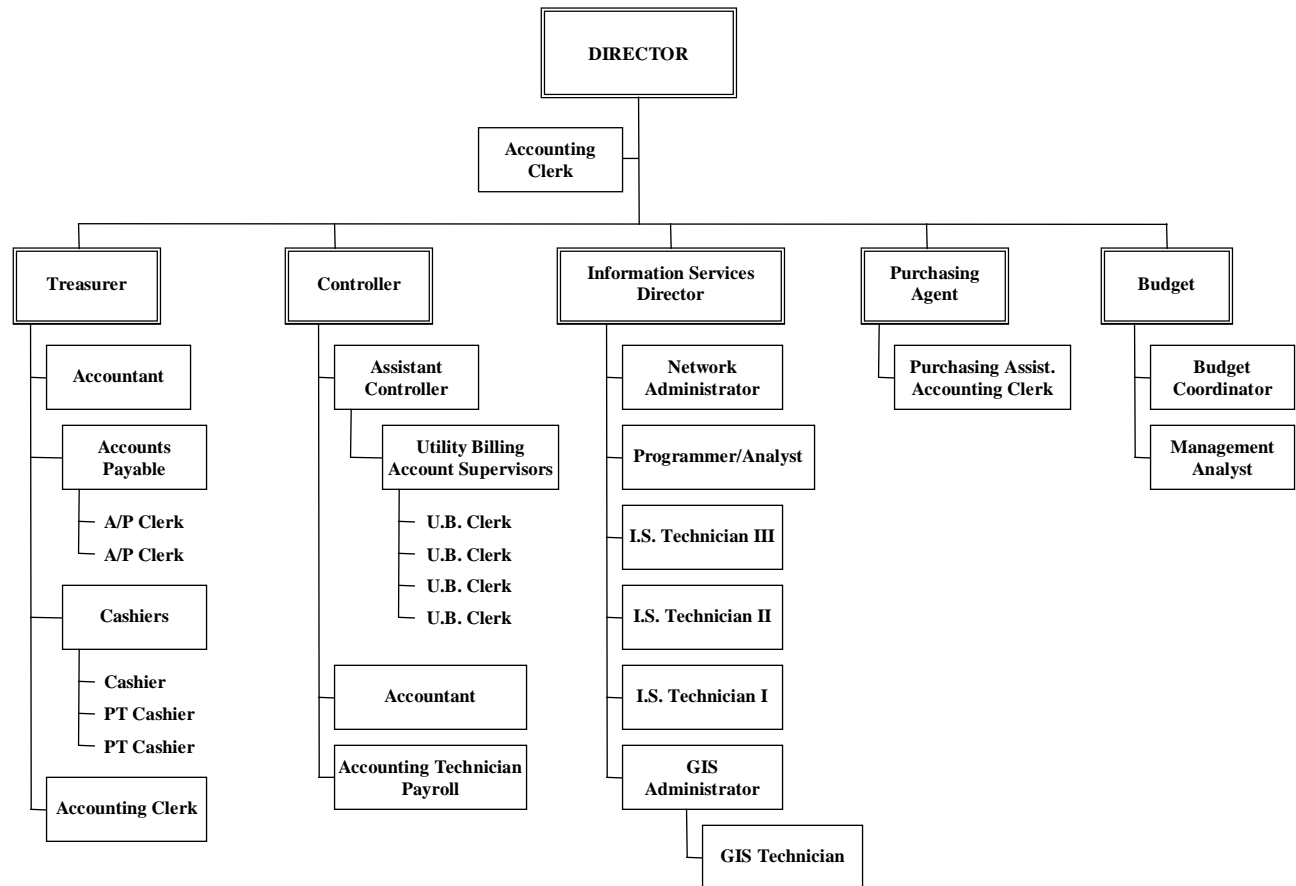 DIRECTOR
Accounting
Clerk
Treasurer
Controller
Information Services
Director
Purchasing
Agent
Budget
Accountant
Accounts
Payable
A/P Clerk
A/P Clerk
Cashiers
Cashier
PT Cashier
PT Cashier
Accounting Clerk
Assistant
Controller
Utility Billing
Account Supervisors
U.B. Clerk
U.B. Clerk
U.B. Clerk
U.B. Clerk
Accountant
Accounting Technician
Payroll
Network
Administrator
Programmer/Analyst
I.S. Technician III
I.S. Technician II
I.S. Technician I
GIS
Administrator
GIS Technician
Purchasing Assist.
Accounting Clerk
Budget
Coordinator
Management
Analyst